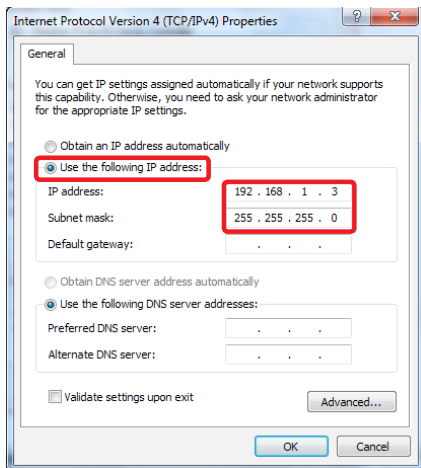 Internet Protocol Version 4 (TCP/IPv4) Properties
General
You can get IP settings assigned automatically if your network supports
this capability. Otherwise, you need to ask your network administrator
for the appropriate IP settings.
Obtain an IP address automatically
Use the following IP address:
IP address: 192 . 168 . 1 . 3
Subnet mask: 255 . 255 . 255 . 0
Default gateway: . . .
Obtain DNS server address automatically
Use the following DNS server addresses:
Preferred DNS server: . . .
Alternate DNS server: . . .
Validate settings upon exit
Advanced...
OK Cancel